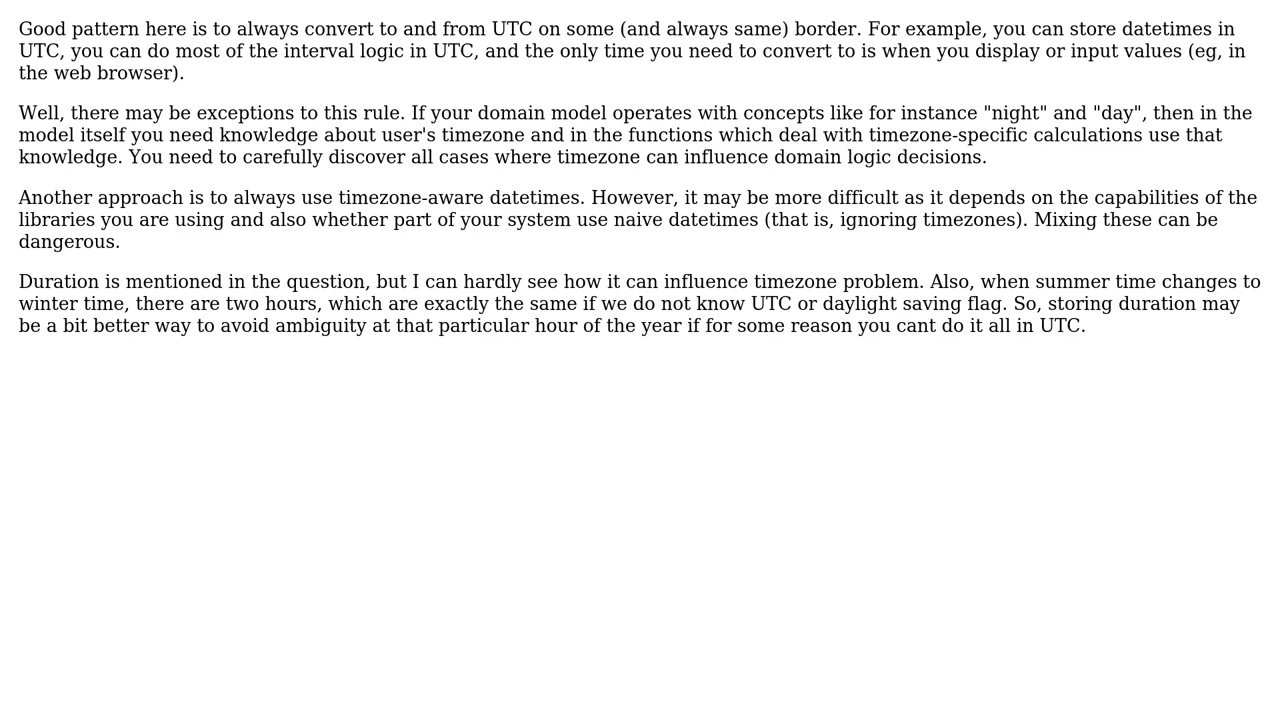 Good pattern here is to always convert to and from UTC on some (and always same) border. For example, you can store datetimes in
UTC, you can do most of the interval logic in UTC, and the only time you need to convert to is when you display or input values (eg, in
the web browser).
Well, there may be exceptions to this rule. If your domain model operates with concepts like for instance "night" and "day", then in the
model itself you need knowledge about user's timezone and in the functions which deal with timezone-specific calculations use that
knowledge. You need to carefully discover all cases where timezone can influence domain logic decisions.
Another approach is to always use timezone-aware datetimes. However, it may be more difficult as it depends on the capabilities of the
libraries you are using and also whether part of your system use naive datetimes (that is, ignoring timezones). Mixing these can be
dangerous.
Duration is mentioned in the question, but I can hardly see how it can influence timezone problem. Also, when summer time changes to
winter time, there are two hours, which are exactly the same if we do not know UTC or daylight saving flag. So, storing duration may
be a bit better way to avoid ambiguity at that particular hour of the year if for some reason you cant do it all in UTC.